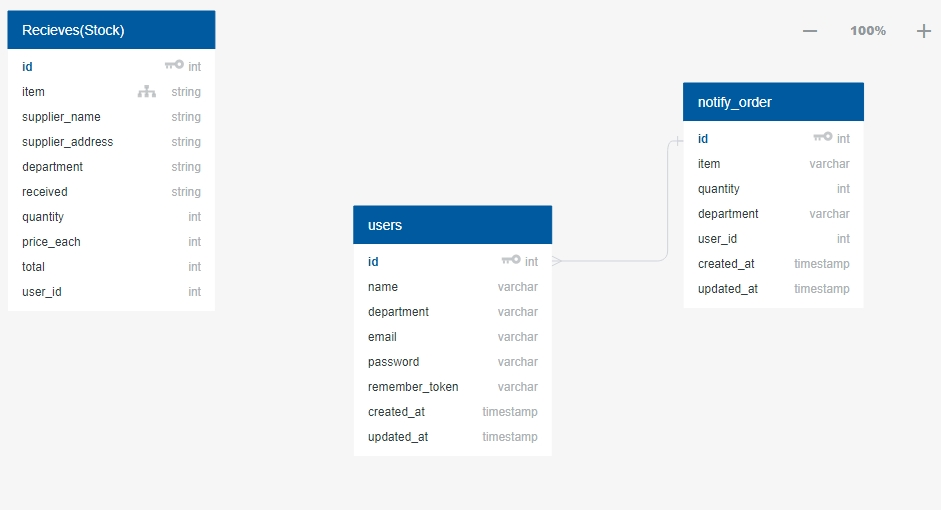 Recieves(Stock)
id int
item string
supplier_name string
supplier_address string
department string
received string
quantity int
price_each int
total int
user_id int
users
id int
name varchar
department varchar
email varchar
password varchar
remember_token varchar
created_at timestamp
updated_at timestamp
100%
notify_order
id int
item varchar
quantity int
department varchar
user_id int
created_at timestamp
updated_at timestamp